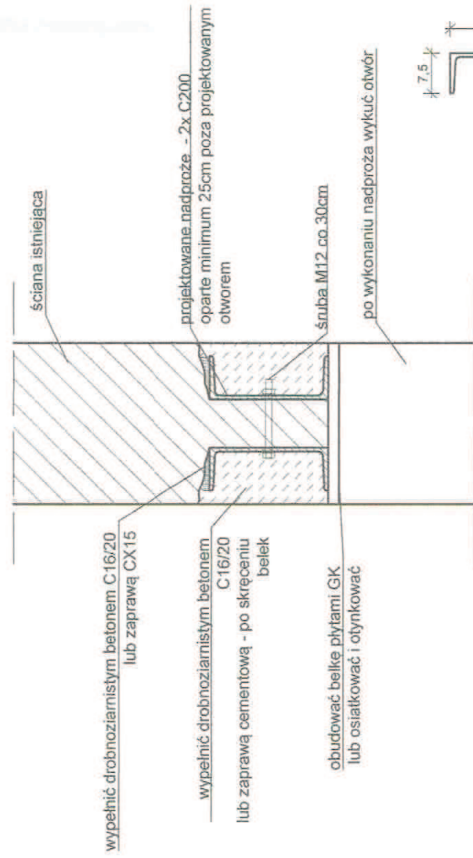 ściana istniejąca
wypełnić drobnoziarnistym betonem C16/20
lub zaprawą CX15
projektowane nadproże - 2x C200
oparte minimum 25cm poza projektowanym
otworem
wypełnić drobnoziarnistym betonem
C16/20
lub zaprawą cementową - po skręceniu
belek
śruba M12 co 30cm
obudować belkę płytami GK
lub osiatkować i otynkować
po wykonaniu nadproża wykuć otwór
7,5